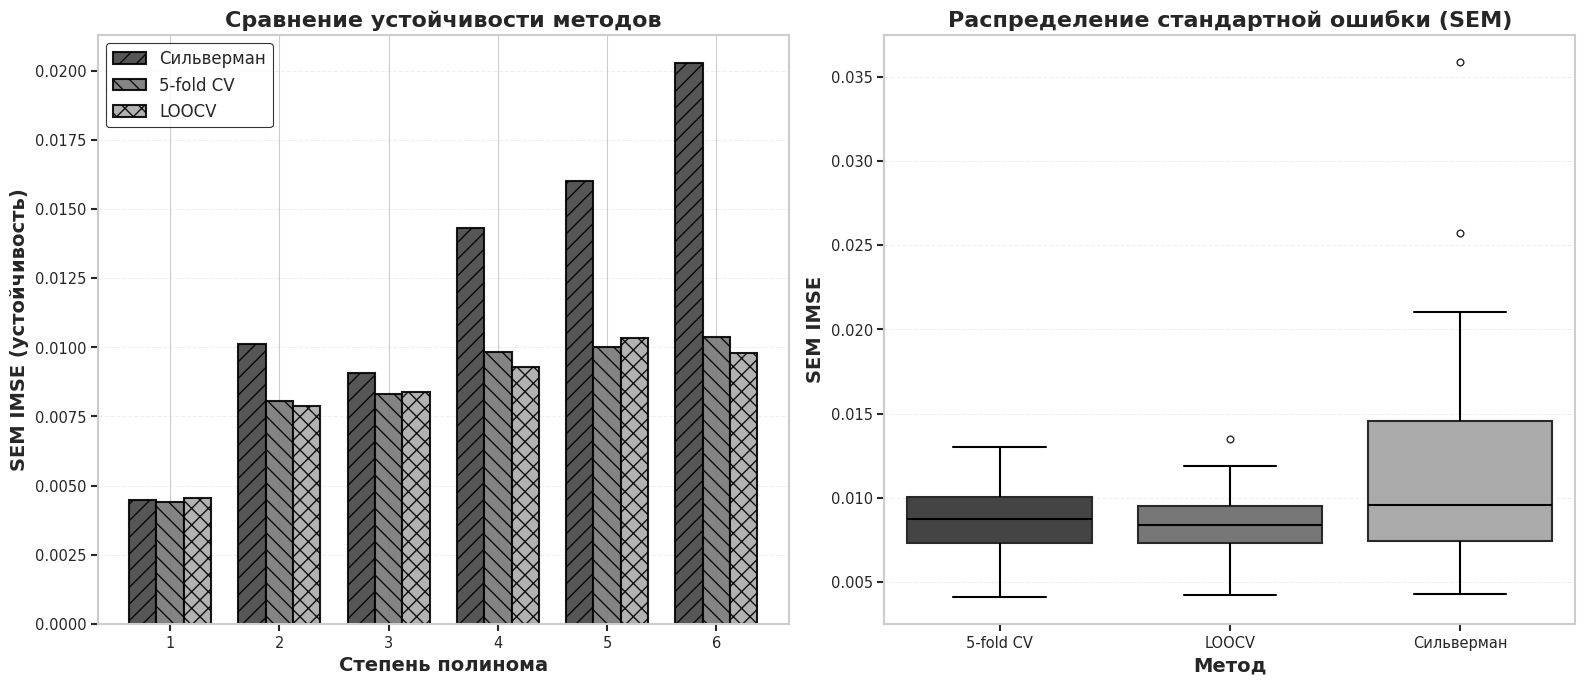 Сравнение устойчивости методов
Сильверман
5-fold CV
LOOCV
SEM IMSE (устойчивость)
0.0200
0.0175
0.0150
0.0125
0.0100
0.0075
0.0050
0.0025
0.0000
1 2 3 4 5 6
Степень полинома
Распределение стандартной ошибки (SEM)
SEM IMSE
0.035
0.030
0.025
0.020
0.015
0.010
0.005
5-fold CV LOOCV Сильверман
Метод